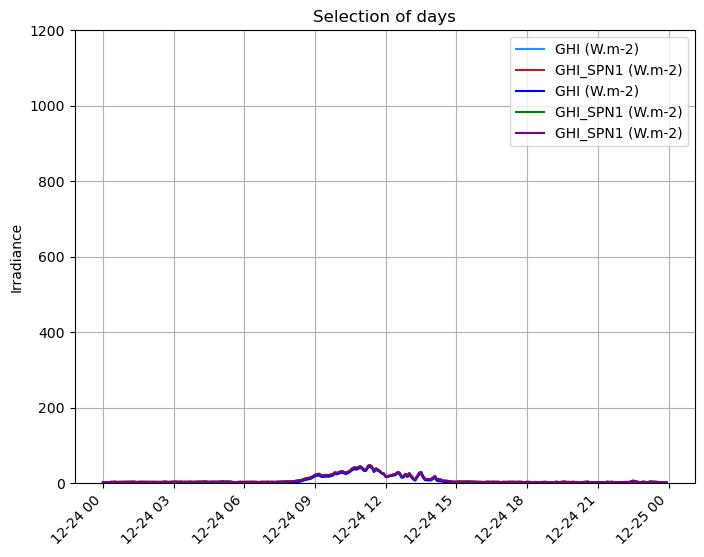 Selection of days
1200
1000
800
600
400
200
0
Irradiance
GHI (W.m-2)
GHI_SPN1 (W.m-2)
GHI (W.m-2)
GHI_SPN1 (W.m-2)
GHI_SPN1 (W.m-2)
12-24 00
12-24 03
12-24 06
12-24 09
12-24 12
12-24 15
12-24 18
12-24 21
12-25 00